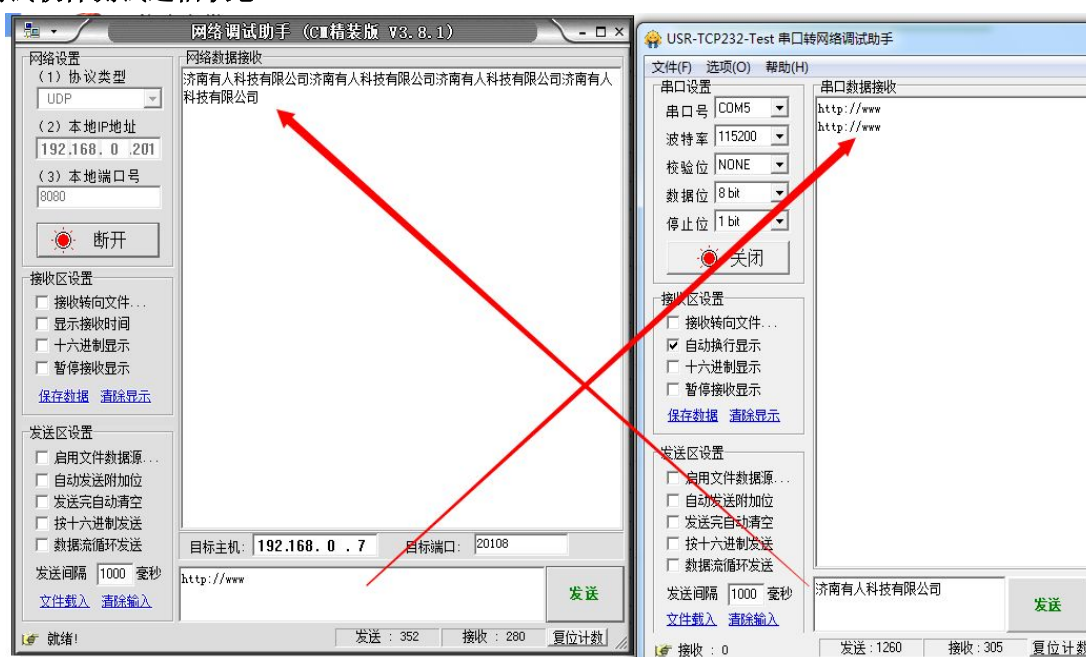 网络调试助手 (CⅢ精装版 V3.8.1)
网络设置
(1) 协议类型
UDP
(2) 本地IP地址
192.168. 0 .201
(3) 本地端口号
8080
断开
接收区设置
接收转向文件...
显示接收时间
十六进制显示
暂停接收显示
保存数据 清除显示
发送区设置
启用文件数据源...
自动发送附加位
发送完自动清空
按十六进制发送
数据流循环发送
发送间隔 1000 毫秒
文件载入 清除输入
就绪!
网络数据接收
济南有人科技有限公司济南有人科技有限公司济南有人科技有限公司济南有人
科技有限公司
目标主机: 192.168. 0 . 7 目标端口: 20108
http://www
发送
发送 : 352 接收 : 280 复位计数
USR-TCP232-Test 串口转网络调试助手
文件(F) 选项(O) 帮助(H)
串口设置
串口号 COM5
波特率 115200
校验位 NONE
数据位 8 bit
停止位 1 bit
关闭
接收区设置
接收转向文件...
自动换行显示
十六进制显示
暂停接收显示
保存数据 清除显示
发送区设置
启用文件数据源...
自动发送附加位
发送完自动清空
按十六进制发送
数据流循环发送
发送间隔 1000 毫秒
文件载入 清除输入
接收 : 0
串口数据接收
http://www
http://www
济南有人科技有限公司
发送
发送 : 1260 接收 : 305 复位计数